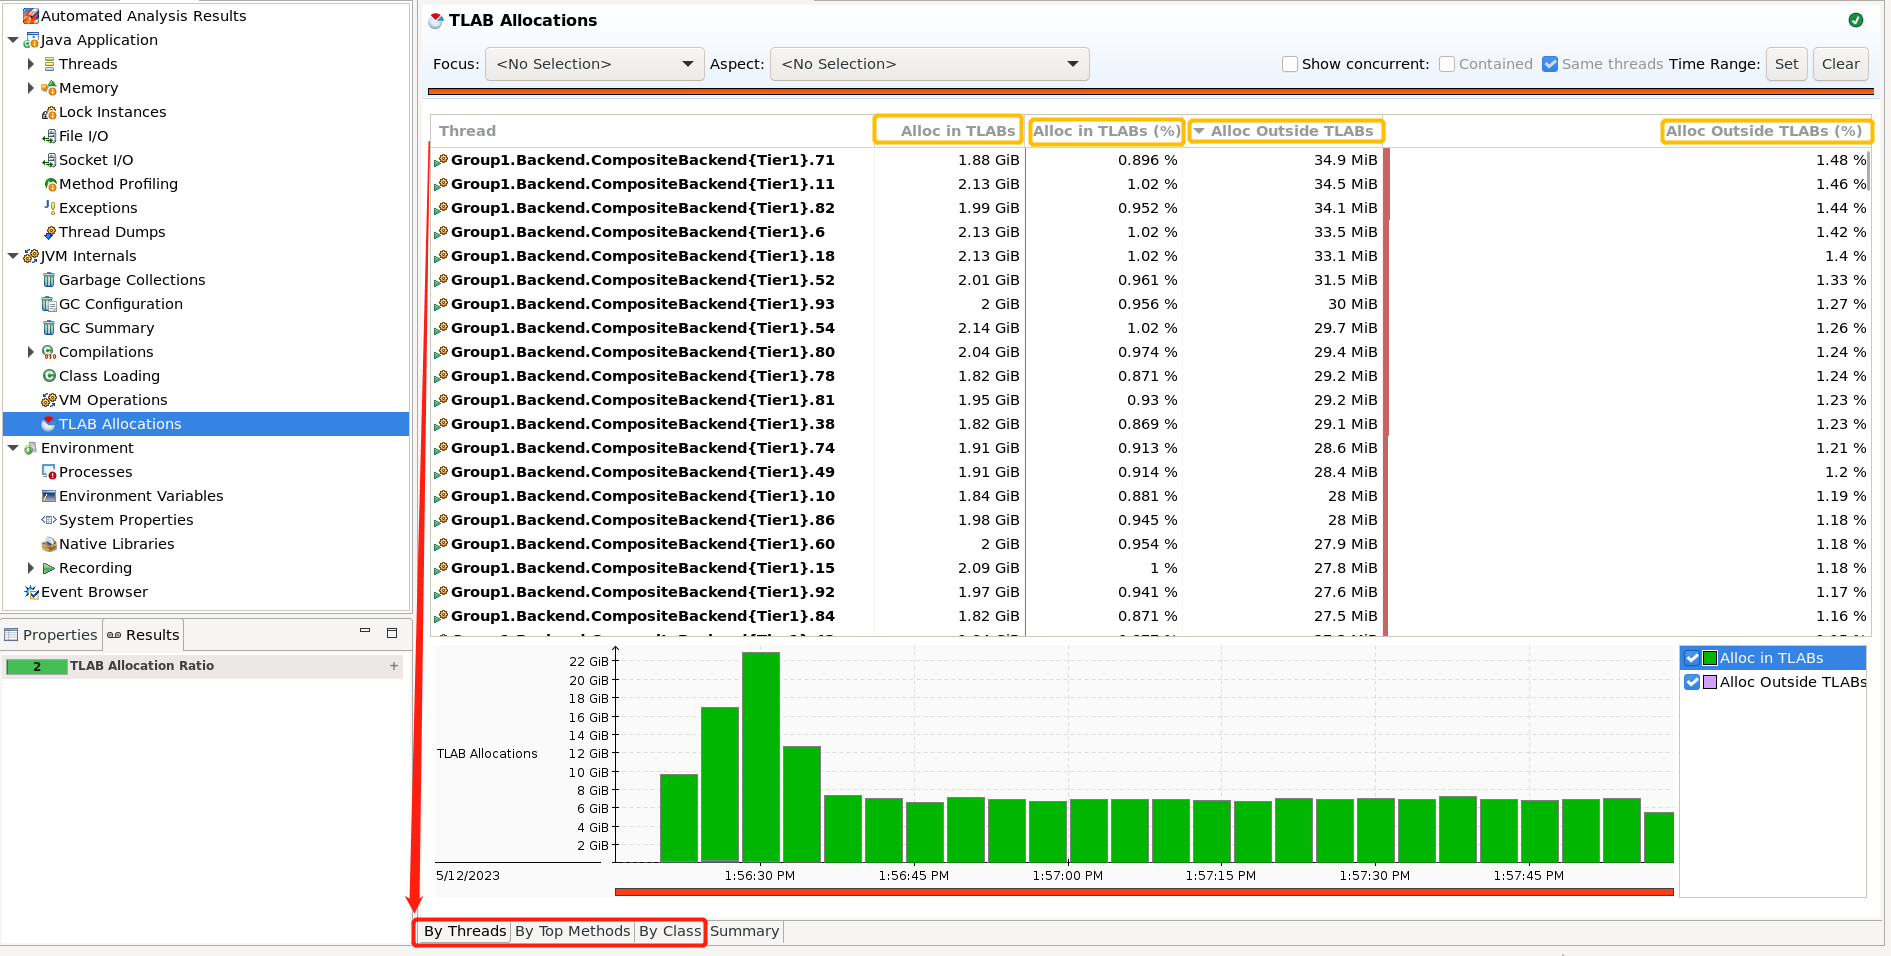 Automated Analysis Results
Java Application
Threads
Memory
Lock Instances
File I/O
Socket I/O
Method Profiling
Exceptions
Thread Dumps
JVM Internals
Garbage Collections
GC Configuration
GC Summary
Compilations
Class Loading
VM Operations
TLAB Allocations
Environment
Processes
Environment Variables
System Properties
Native Libraries
Recording
Event Browser
Properties Results
2 TLAB Allocation Ratio +
TLAB Allocations
Focus: <No Selection> Aspect: <No Selection> Show concurrent: Contained Same threads Time Range: Set Clear
Thread Alloc in TLABs Alloc in TLABs (%) Alloc Outside TLABs Alloc Outside TLABs (%)
Group1.Backend.CompositeBackend{Tier1}.71 1.88 GiB 0.896 % 34.9 MiB 1.48 %
Group1.Backend.CompositeBackend{Tier1}.11 2.13 GiB 1.02 % 34.5 MiB 1.46 %
Group1.Backend.CompositeBackend{Tier1}.82 1.99 GiB 0.952 % 34.1 MiB 1.44 %
Group1.Backend.CompositeBackend{Tier1}.6 2.13 GiB 1.02 % 33.5 MiB 1.42 %
Group1.Backend.CompositeBackend{Tier1}.18 2.13 GiB 1.02 % 33.1 MiB 1.4 %
Group1.Backend.CompositeBackend{Tier1}.52 2.01 GiB 0.961 % 31.5 MiB 1.33 %
Group1.Backend.CompositeBackend{Tier1}.93 2 GiB 0.956 % 30 MiB 1.27 %
Group1.Backend.CompositeBackend{Tier1}.54 2.14 GiB 1.02 % 29.7 MiB 1.26 %
Group1.Backend.CompositeBackend{Tier1}.80 2.04 GiB 0.974 % 29.4 MiB 1.24 %
Group1.Backend.CompositeBackend{Tier1}.78 1.82 GiB 0.871 % 29.2 MiB 1.24 %
Group1.Backend.CompositeBackend{Tier1}.81 1.95 GiB 0.93 % 29.2 MiB 1.23 %
Group1.Backend.CompositeBackend{Tier1}.38 1.82 GiB 0.869 % 29.1 MiB 1.23 %
Group1.Backend.CompositeBackend{Tier1}.74 1.91 GiB 0.913 % 28.6 MiB 1.21 %
Group1.Backend.CompositeBackend{Tier1}.49 1.91 GiB 0.914 % 28.4 MiB 1.2 %
Group1.Backend.CompositeBackend{Tier1}.10 1.84 GiB 0.881 % 28 MiB 1.19 %
Group1.Backend.CompositeBackend{Tier1}.86 1.98 GiB 0.945 % 28 MiB 1.18 %
Group1.Backend.CompositeBackend{Tier1}.60 2 GiB 0.954 % 27.9 MiB 1.18 %
Group1.Backend.CompositeBackend{Tier1}.15 2.09 GiB 1 % 27.8 MiB 1.18 %
Group1.Backend.CompositeBackend{Tier1}.92 1.97 GiB 0.941 % 27.6 MiB 1.17 %
Group1.Backend.CompositeBackend{Tier1}.84 1.82 GiB 0.871 % 27.5 MiB 1.16 %
22 GiB
20 GiB
18 GiB
16 GiB
14 GiB
12 GiB
10 GiB
8 GiB
6 GiB
4 GiB
2 GiB
TLAB Allocations
5/12/2023 1:56:30 PM 1:56:45 PM 1:57:00 PM 1:57:15 PM 1:57:30 PM 1:57:45 PM
Alloc in TLABs
Alloc Outside TLABs
By Threads By Top Methods By Class Summary